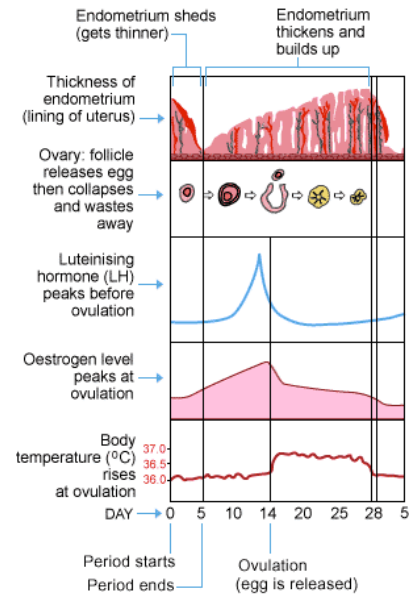 Endometrium sheds
(gets thinner)
Endometrium
thickens and
builds up
Thickness of
endometrium
(lining of uterus)
Ovary: follicle
releases egg
then collapses
and wastes
away
Luteinising
hormone (LH)
peaks before
ovulation
Oestrogen level
peaks at
ovulation
Body
temperature (ºC)
rises
at ovulation
37.0
36.5
36.0
DAY 0 5 10 14 20 25 28 5
Period starts
Period ends
Ovulation
(egg is released)